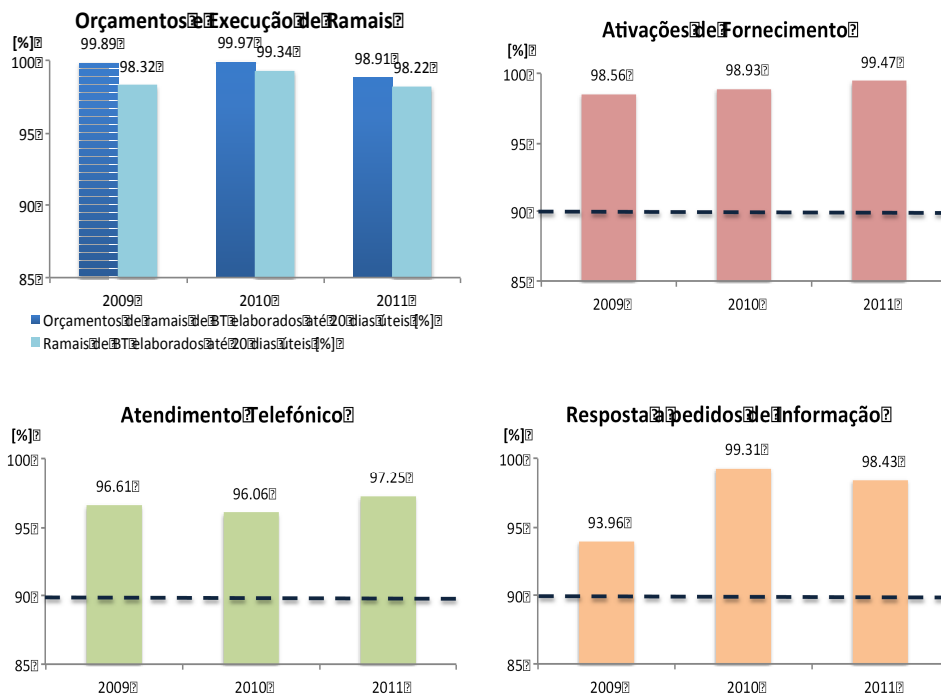 Orçamentos e Execução de Ramais
[%]
99.89 98.32 99.97 99.34 98.91 98.22
100
95
90
85
2009 2010 2011
Orçamentos de ramais de BT elaborados até 20 dias úteis [%]
Ramais de BT elaborados até 20 dias úteis [%]
Ativações de Fornecimento
[%]
98.56 98.93 99.47
100
95
90
85
2009 2010 2011
Atendimento Telefónico
[%]
96.61 96.06 97.25
100
95
90
85
2009 2010 2011
Resposta a pedidos de Informação
[%]
93.96 99.31 98.43
100
95
90
85
2009 2010 2011